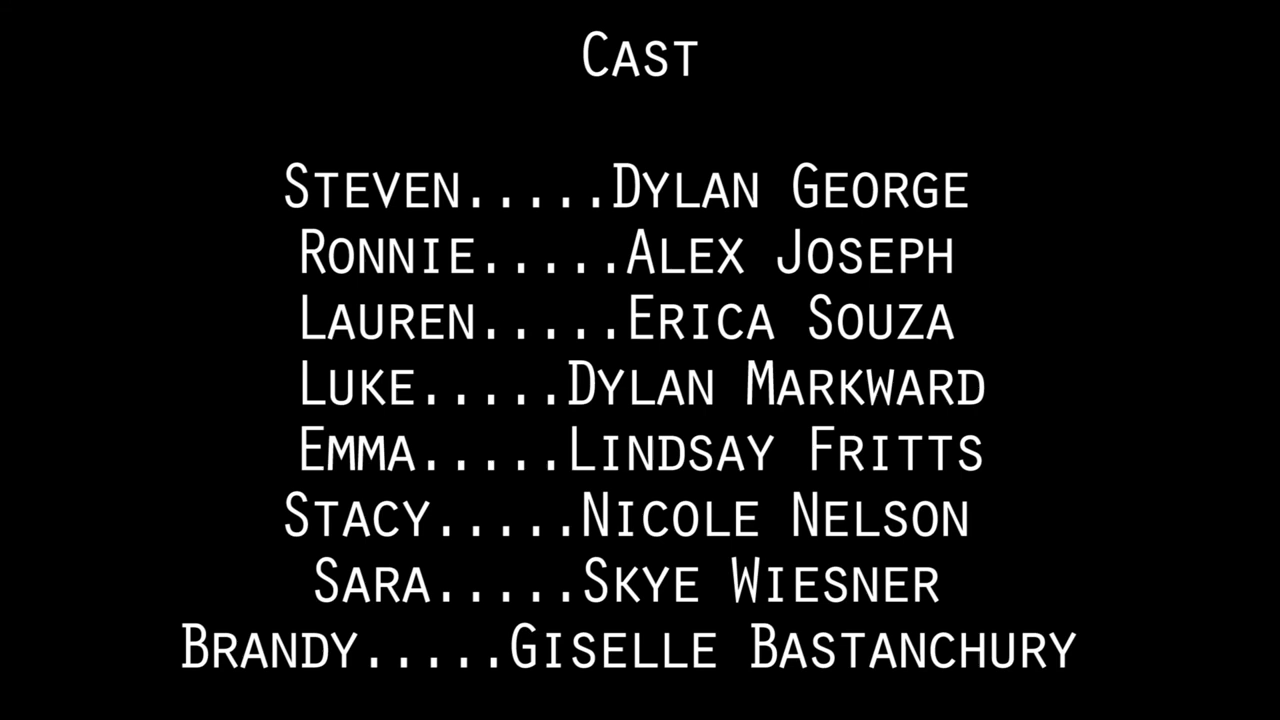 Cast
Steven.....Dylan George
Ronnie.....Alex Joseph
Lauren.....Erica Souza
Luke.....Dylan Markward
Emma.....Lindsay Fritts
Stacy.....Nicole Nelson
Sara.....Skye Wiesner
Brandy.....Giselle Bastanchury